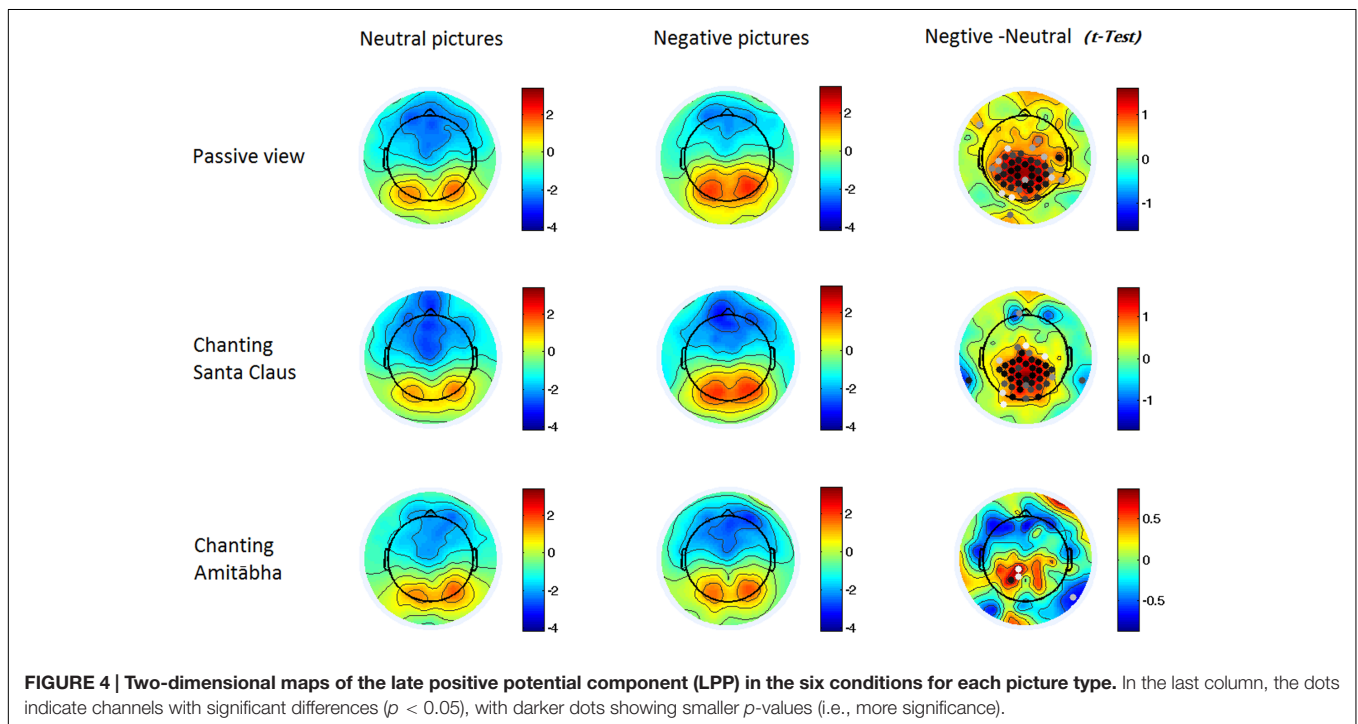 Neutral pictures Negative pictures Negtive -Neutral (t-Test)
Passive view
2 0 -2 -4
2 0 -2 -4
1 0 -1
Chanting
Santa Claus
2 0 -2 -4
2 0 -2 -4
1 0 -1
Chanting
Amitābha
2 0 -2 -4
2 0 -2 -4
0.5 0 -0.5
FIGURE 4 | Two-dimensional maps of the late positive potential component (LPP) in the six conditions for each picture type. In the last column, the dots
indicate channels with significant differences (p < 0.05), with darker dots showing smaller p-values (i.e., more significance).